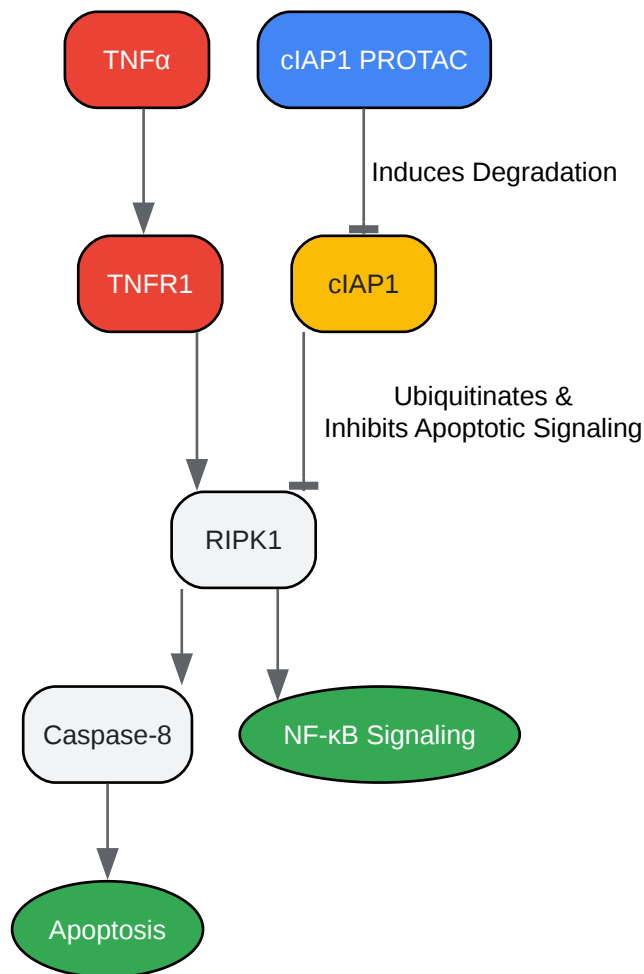 TNFα
cIAP1 PROTAC
Induces Degradation
TNFR1
cIAP1
Ubiquitinates &
Inhibits Apoptotic Signaling
RIPK1
Caspase-8
NF-κB Signaling
Apoptosis